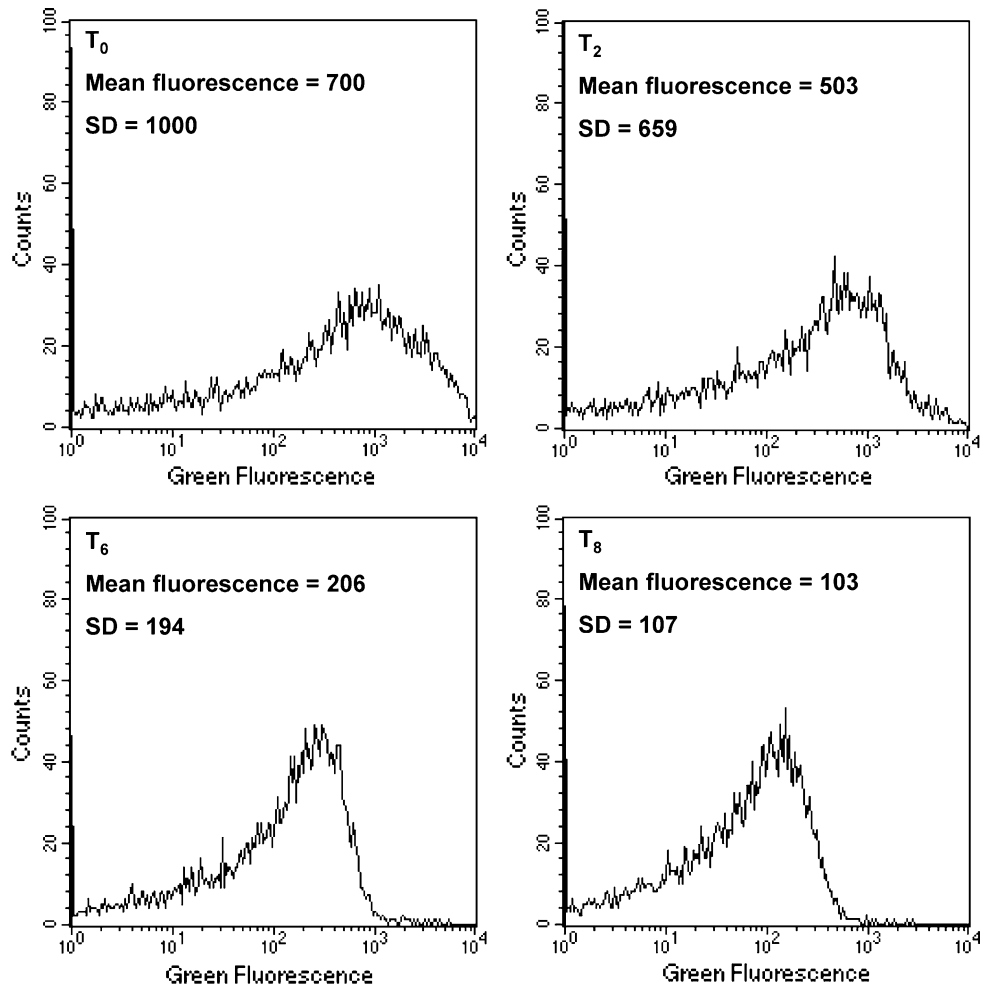 T0
Mean fluorescence = 700
SD = 1000
Counts
100
80
60
40
20
0
10^0 10^1 10^2 10^3 10^4
Green Fluorescence
T2
Mean fluorescence = 503
SD = 659
Counts
100
80
60
40
20
0
10^0 10^1 10^2 10^3 10^4
Green Fluorescence
T6
Mean fluorescence = 206
SD = 194
Counts
100
80
60
40
20
0
10^0 10^1 10^2 10^3 10^4
Green Fluorescence
T8
Mean fluorescence = 103
SD = 107
Counts
100
80
60
40
20
0
10^0 10^1 10^2 10^3 10^4
Green Fluorescence